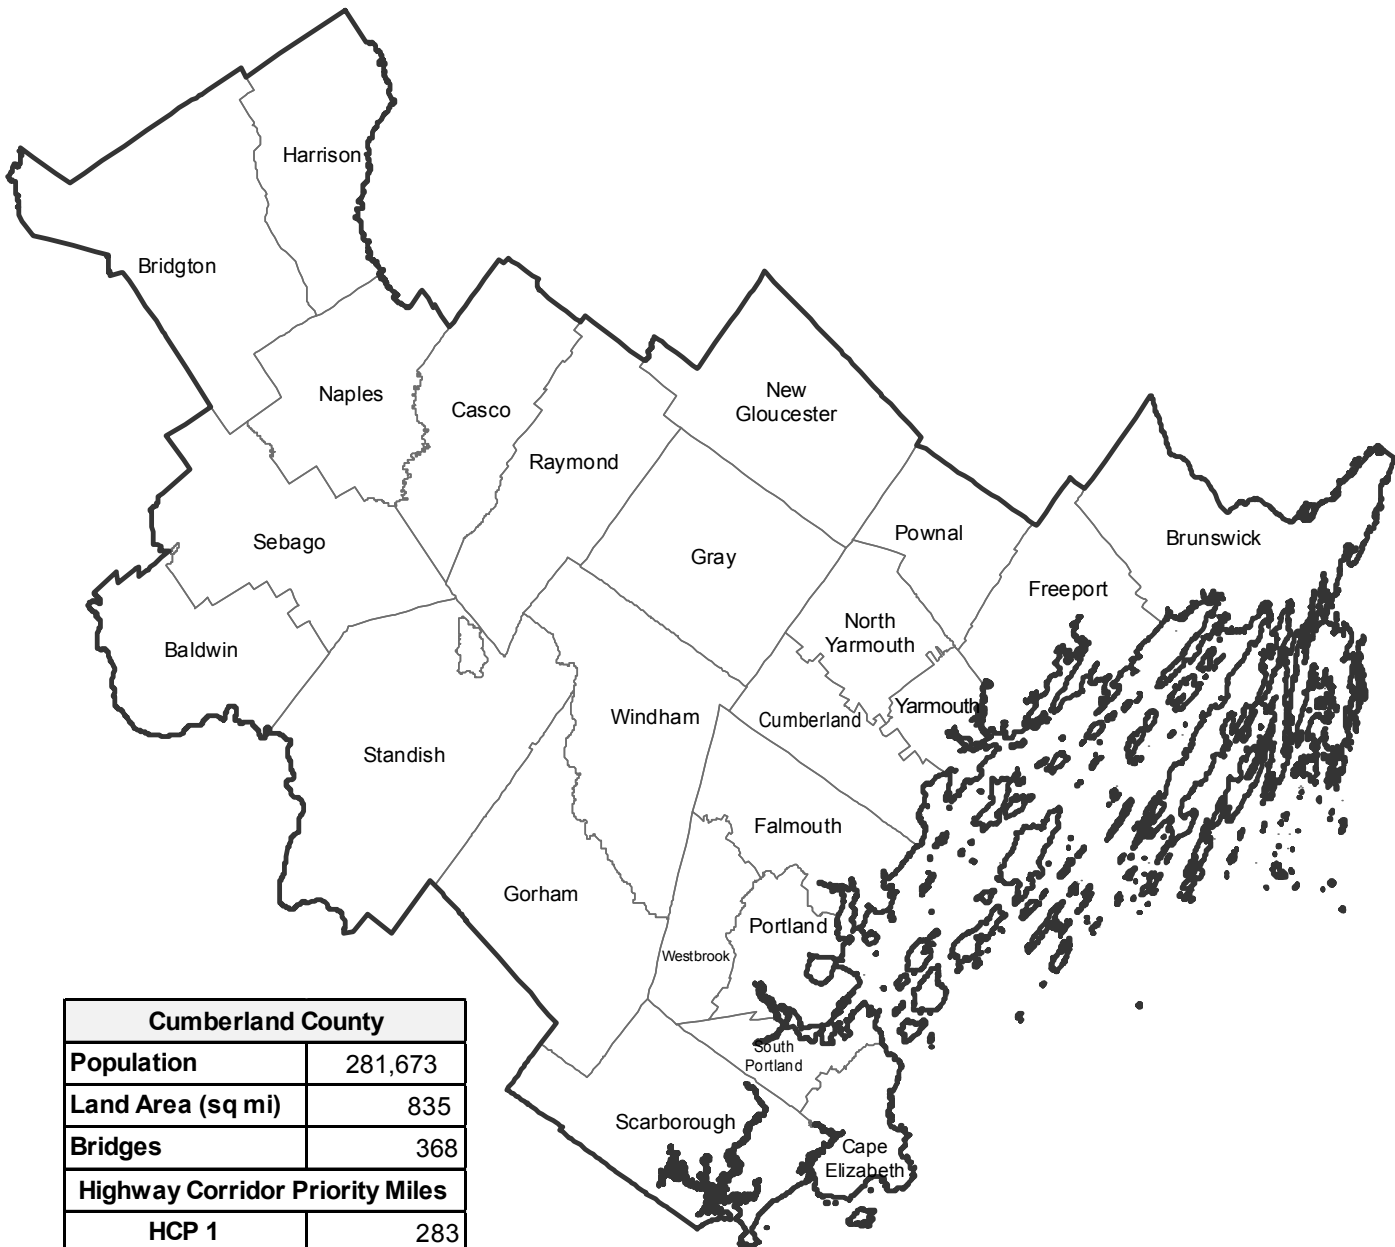 Harrison
Bridgton
Naples
Casco
New
Gloucester
Raymond
Sebago
Gray
Pownal
Brunswick
Freeport
North
Yarmouth
Baldwin
Yarmouth
Windham
Cumberland
Standish
Falmouth
Gorham
Portland
Westbrook
South
Portland
Scarborough
Cape
Elizabeth
Cumberland County
Population 281,673
Land Area (sq mi) 835
Bridges 368
Highway Corridor Priority Miles
HCP 1 283